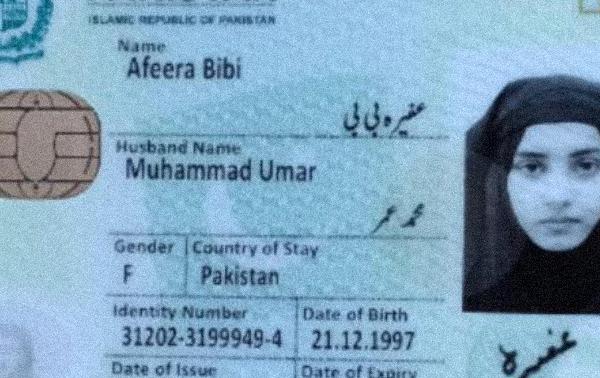 ISLAMIC REPUBLIC OF PAKISTAN
Name
Afeera Bibi
عفیرہ بی بی
Husband Name
Muhammad Umar
محمد عمر
Gender Country of Stay
F Pakistan
Identity Number Date of Birth
31202-3199949-4 21.12.1997
عفیرہ
Date of Issue Date of Expiry